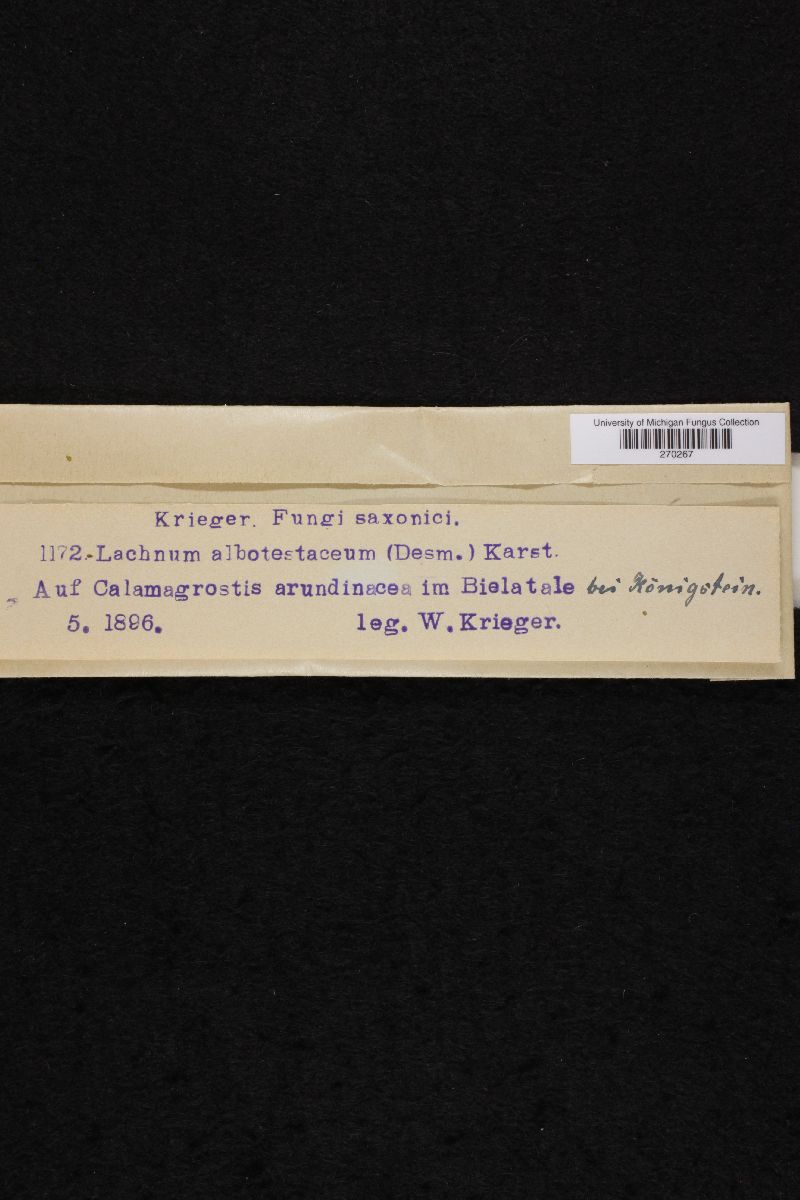 University of Michigan Fungus Collection
270267
Krieger. Fungi saxonici.
1172.-Lachnum albotestaceum (Desm.) Karst.
Auf Calamagrostis arundinacea im Bielatale bei Königstein.
5. 1896. leg. W. Krieger.